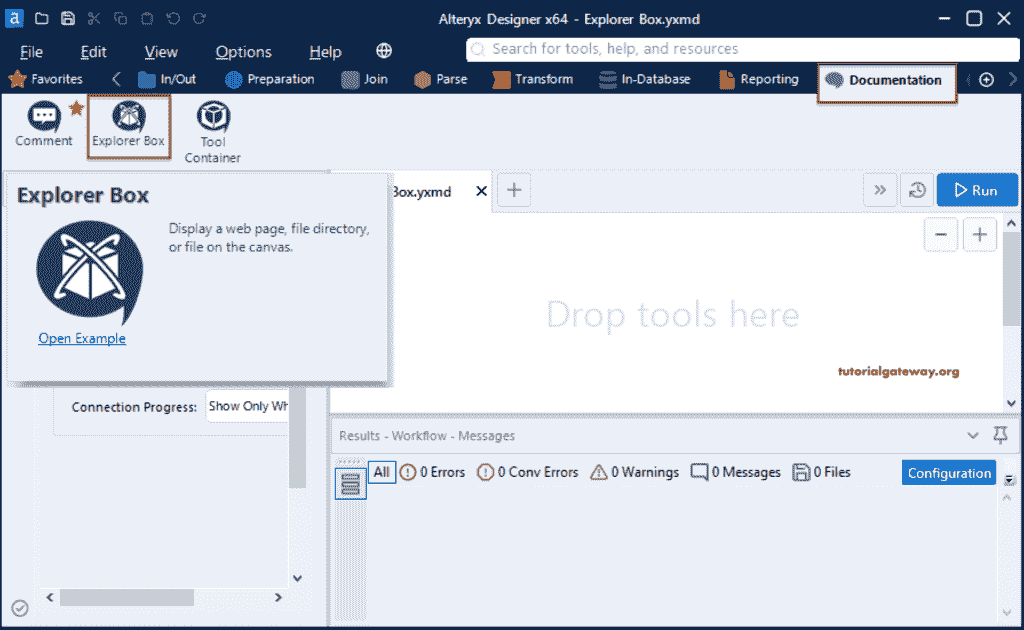 a
Alteryx Designer x64 - Explorer Box.yxmd
File Edit View Options Help
Search for tools, help, and resources
Favorites In/Out Preparation Join Parse Transform In-Database Reporting Documentation
Comment Explorer Box Tool
Container
Explorer Box
Display a web page, file directory,
or file on the canvas.
Open Example
Box.yxmd
Run
Drop tools here
tutorialgateway.org
Connection Progress: Show Only Wh
Results - Workflow - Messages
All 0 Errors 0 Conv Errors 0 Warnings 0 Messages 0 Files Configuration